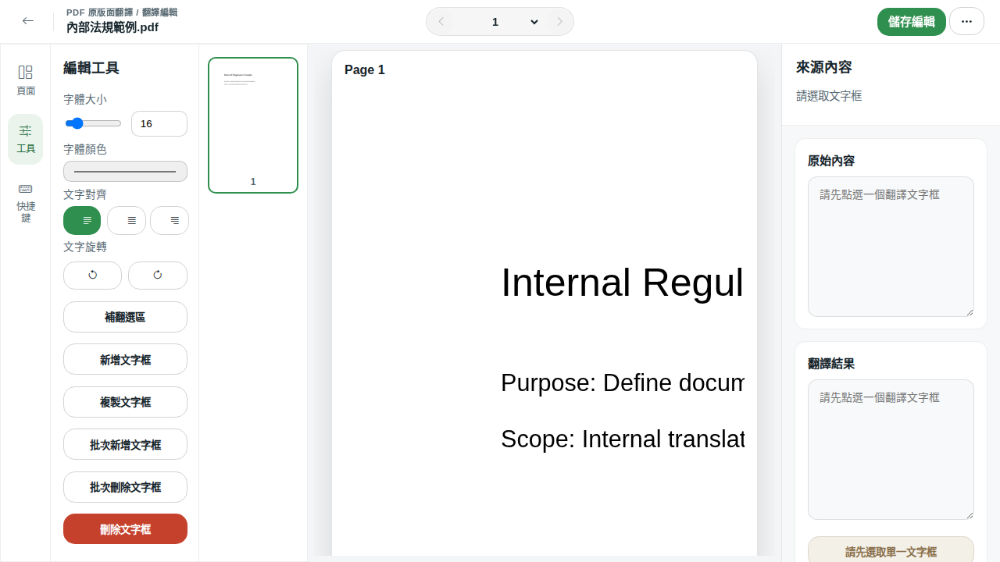 PDF 原版面翻譯 / 翻譯編輯
內部法規範例.pdf
1
儲存編輯
頁面
工具
快捷
鍵
編輯工具
字體大小
16
字體顏色
文字對齊
文字旋轉
補翻選區
新增文字框
複製文字框
批次新增文字框
批次刪除文字框
刪除文字框
1
Page 1
Internal Regul
Purpose: Define docum
Scope: Internal translat
來源內容
請選取文字框
原始內容
請先點選一個翻譯文字框
翻譯結果
請先點選一個翻譯文字框
請先選取單一文字框